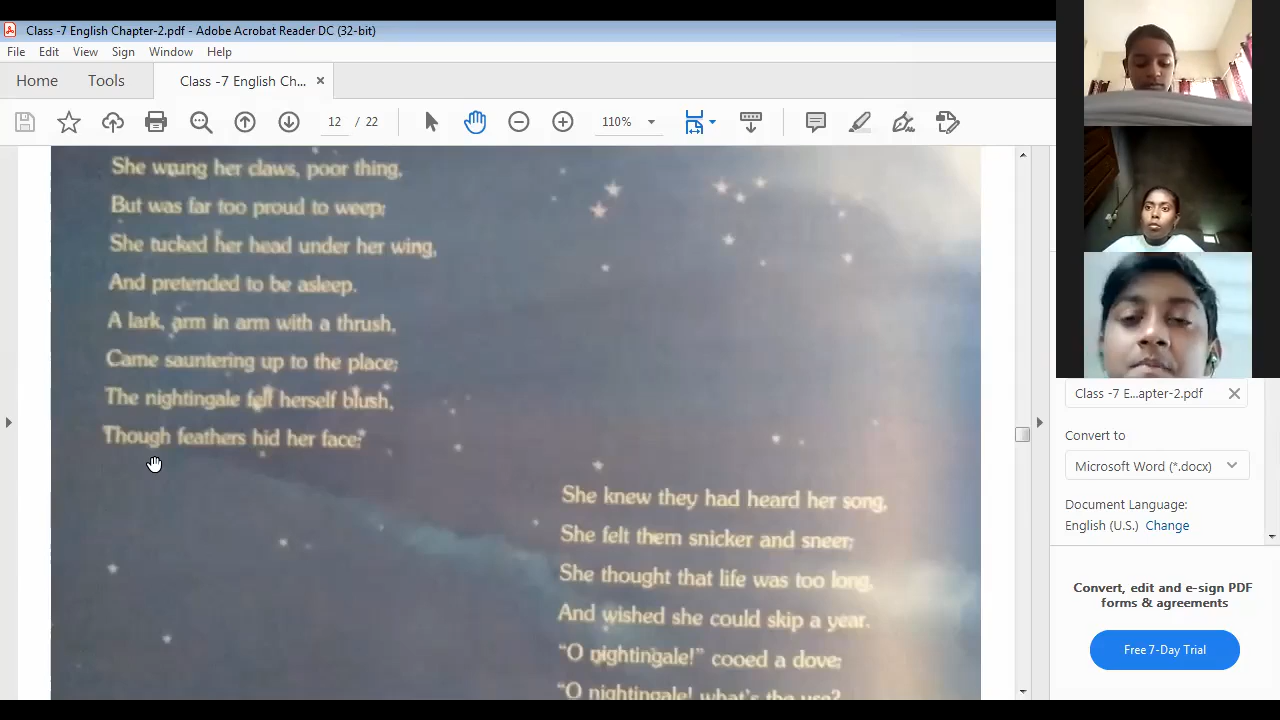 Class -7 English Chapter-2.pdf - Adobe Acrobat Reader DC (32-bit)
File Edit View Sign Window Help
Home Tools Class -7 English Ch... ×
12 / 22 110%
She wrung her claws, poor thing,
But was far too proud to weep;
She tucked her head under her wing,
And pretended to be asleep.
A lark, arm in arm with a thrush,
Came sauntering up to the place;
The nightingale felt herself blush,
Though feathers hid her face;
She knew they had heard her song,
She felt them snicker and sneer;
She thought that life was too long,
And wished she could skip a year.
“O nightingale!” cooed a dove;
“O nightingale! what's the use?
Class -7 E...apter-2.pdf
Convert to
Microsoft Word (*.docx)
Document Language:
English (U.S.) Change
Convert, edit and e-sign PDF
forms & agreements
Free 7-Day Trial